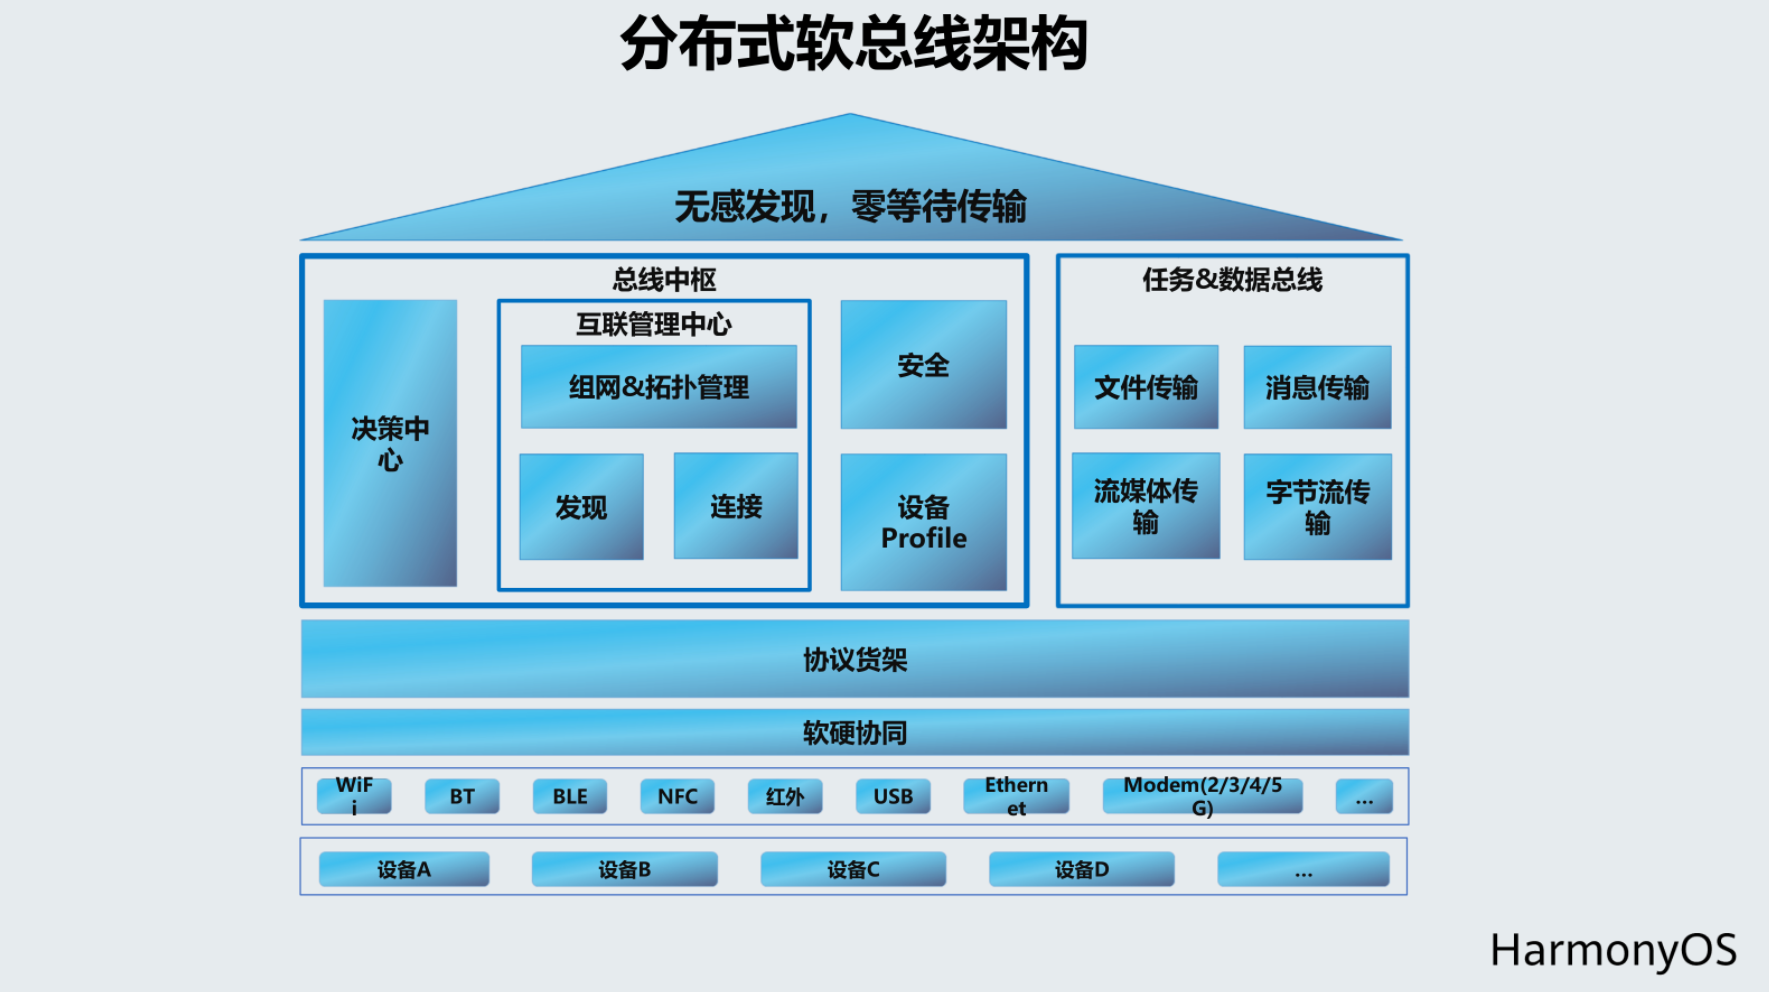 分布式软总线架构
无感发现，零等待传输
总线中枢
决策中
心
互联管理中心
组网&拓扑管理
发现
连接
安全
设备
Profile
任务&数据总线
文件传输
消息传输
流媒体传
输
字节流传
输
协议货架
软硬协同
WiF
i
BT
BLE
NFC
红外
USB
Ethern
et
Modem(2/3/4/5
G)
...
设备A
设备B
设备C
设备D
...
HarmonyOS